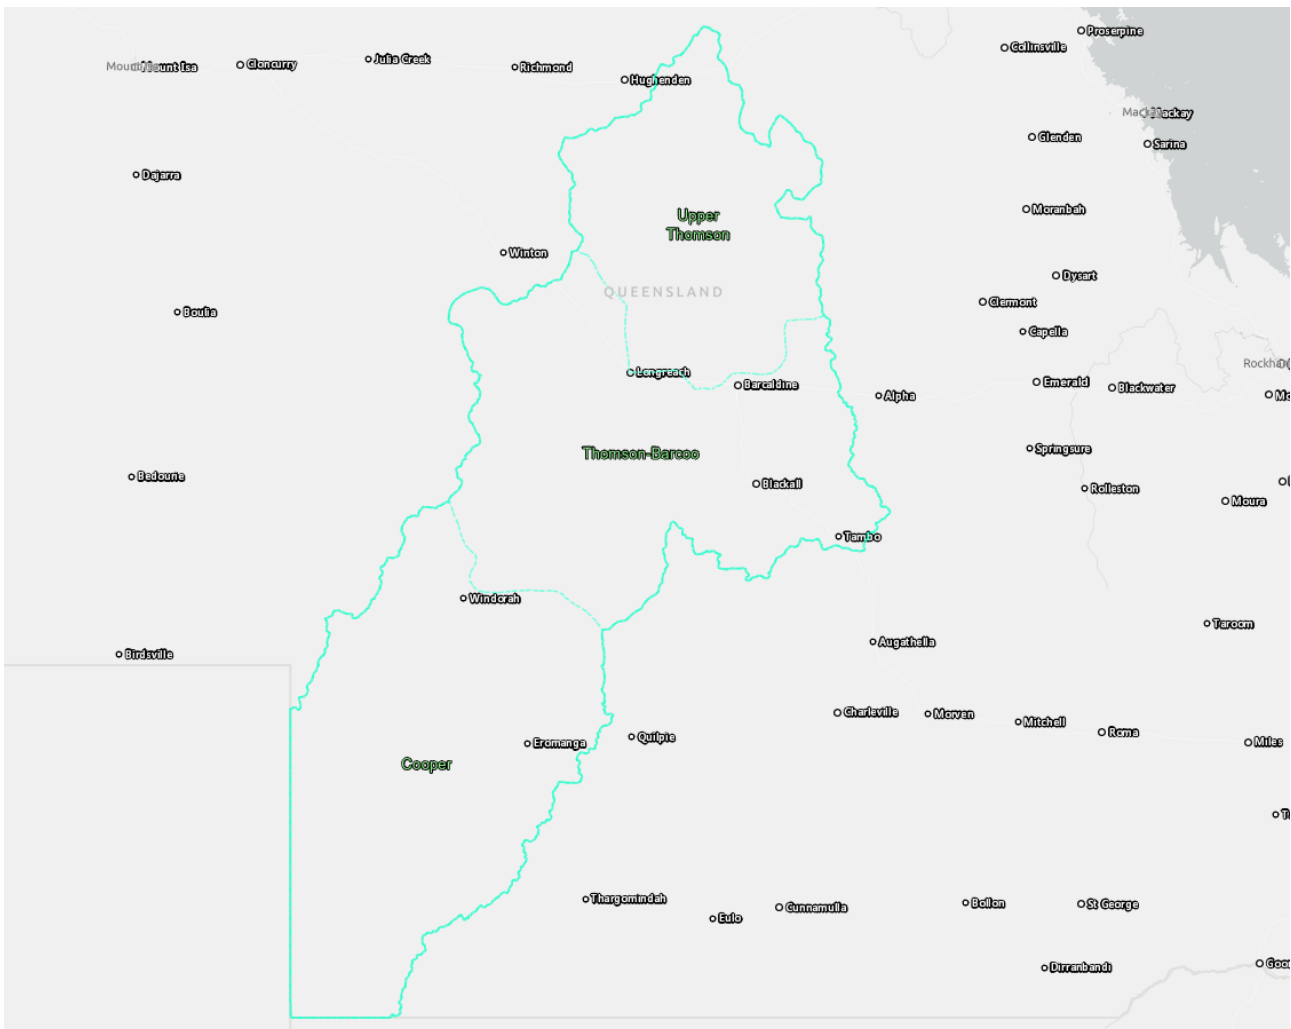 Proserpine
Collinsville
Julia Creek
Cloncurry
Mount Isa
Richmond
Hughenden
Mackay
Mackay
Glenden
Sarina
Dajarra
Moranbah
Upper
Thomson
Winton
Dysart
QUEENSLAND
Clermont
Boulia
Capella
Longreach
Barcaldine
Emerald
Blackwater
Alpha
Springsure
Thomson-Barcoo
Bedourie
Blackall
Rolleston
Moura
Tambo
Windorah
Taroom
Augathella
Birdsville
Charleville
Morven
Mitchell
Roma
Quilpie
Eromanga
Miles
Cooper
Thargomindah
Cunnamulla
Eulo
Bollon
St George
Dirranbandi